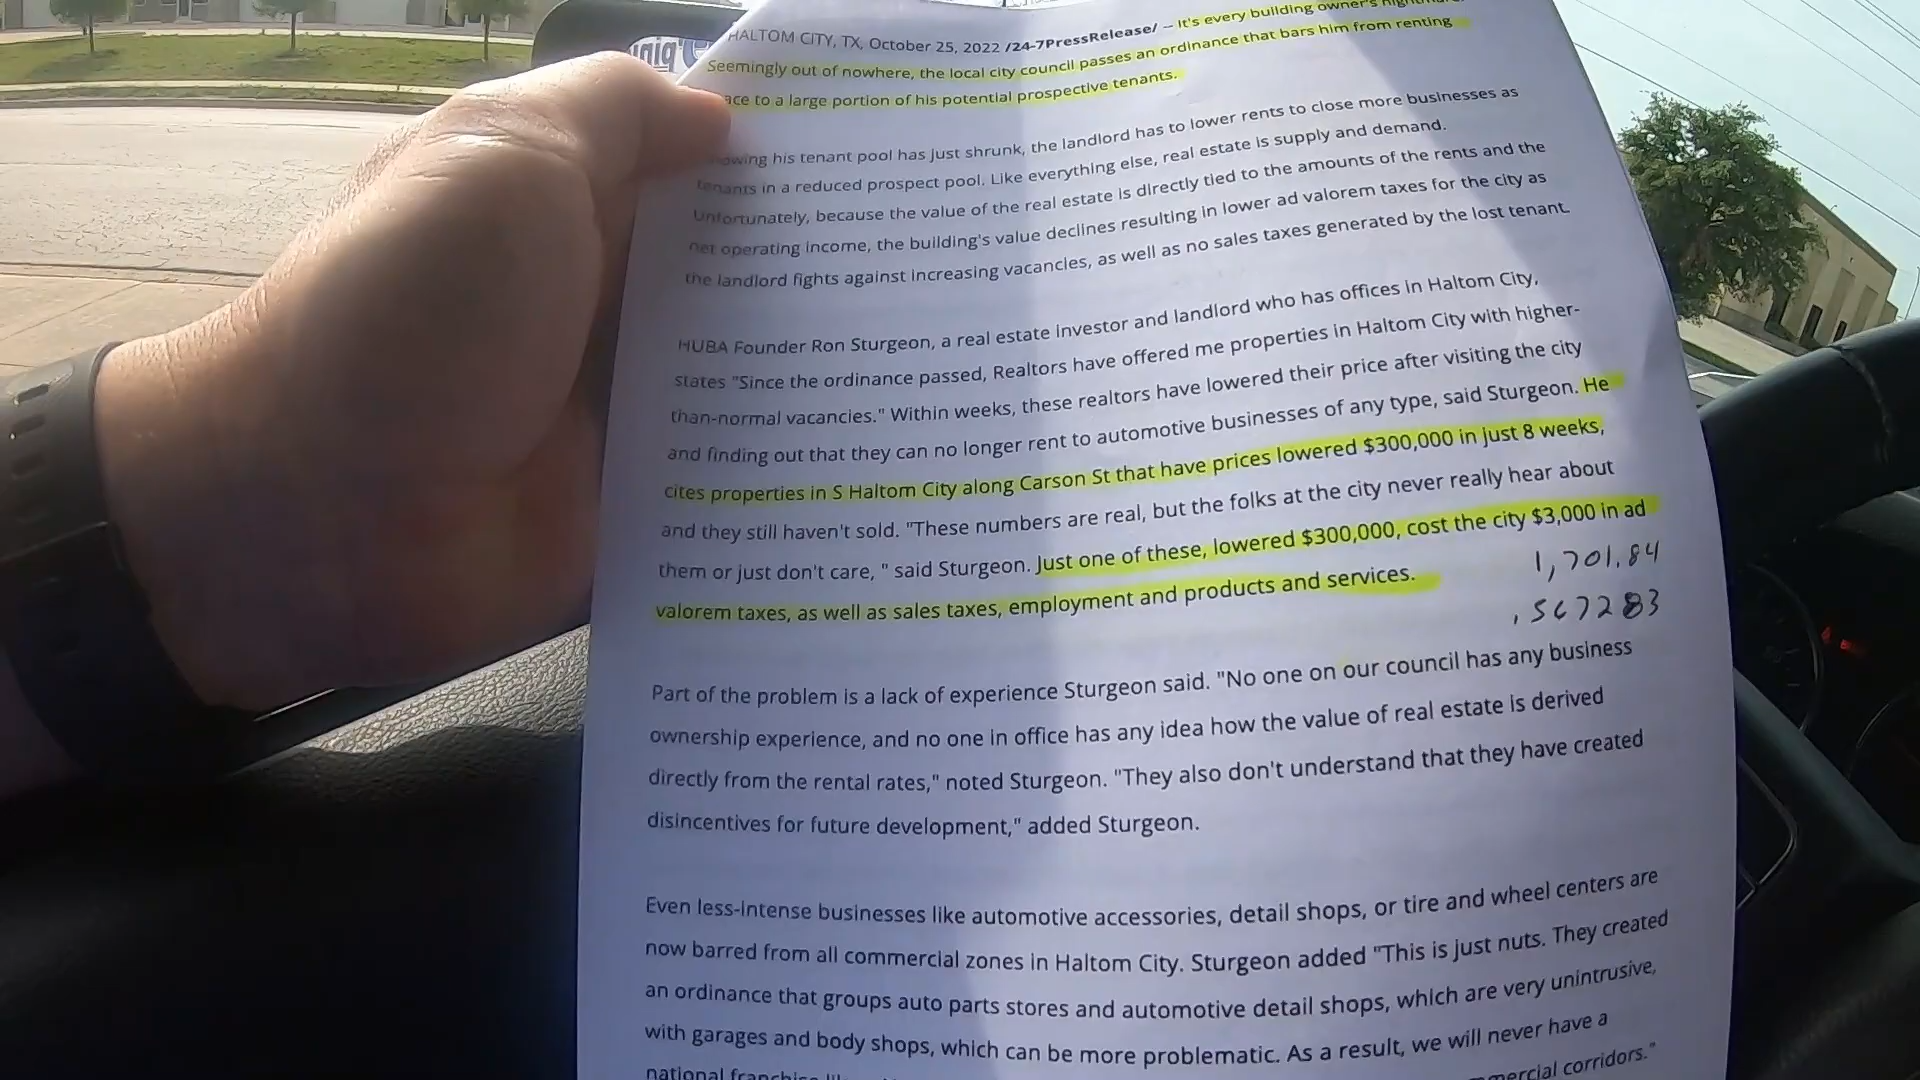 HALTOM CITY, TX, October 25, 2022 /24-7PressRelease/ -- It's every building owner's
Seemingly out of nowhere, the local city council passes an ordinance that bars him from renting
to a large portion of his potential prospective tenants.
his tenant pool has just shrunk, the landlord has to lower rents to close more businesses as
tenants in a reduced prospect pool. Like everything else, real estate is supply and demand.
Unfortunately, because the value of the real estate is directly tied to the amounts of the rents and the
net operating income, the building's value declines resulting in lower ad valorem taxes for the city as
the landlord fights against increasing vacancies, as well as no sales taxes generated by the lost tenant.
HUBA Founder Ron Sturgeon, a real estate investor and landlord who has offices in Haltom City,
states "Since the ordinance passed, Realtors have offered me properties in Haltom City with higher-
than-normal vacancies." Within weeks, these realtors have lowered their price after visiting the city
and finding out that they can no longer rent to automotive businesses of any type, said Sturgeon. He
cites properties in S Haltom City along Carson St that have prices lowered $300,000 in just 8 weeks,
and they still haven't sold. "These numbers are real, but the folks at the city never really hear about
them or just don't care, " said Sturgeon. Just one of these, lowered $300,000, cost the city $3,000 in ad
valorem taxes, as well as sales taxes, employment and products and services.
1,701.84
.567283
Part of the problem is a lack of experience Sturgeon said. "No one on our council has any business
ownership experience, and no one in office has any idea how the value of real estate is derived
directly from the rental rates," noted Sturgeon. "They also don't understand that they have created
disincentives for future development," added Sturgeon.
Even less-intense businesses like automotive accessories, detail shops, or tire and wheel centers are
now barred from all commercial zones in Haltom City. Sturgeon added "This is just nuts. They created
an ordinance that groups auto parts stores and automotive detail shops, which are very unintrusive,
with garages and body shops, which can be more problematic. As a result, we will never have a
national franchise corridors."